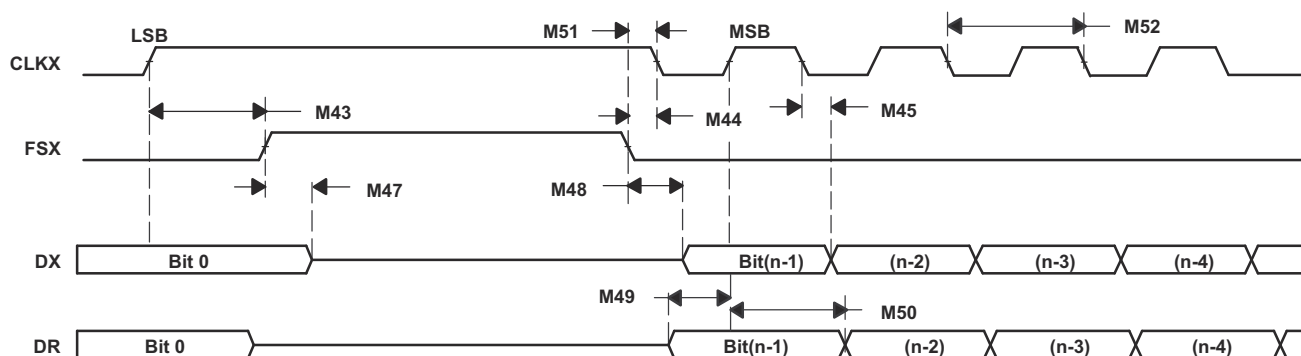 LSB M51 MSB M52
CLKX
M43 M44 M45
FSX
M47 M48
DX Bit 0 Bit(n-1) (n-2) (n-3) (n-4)
M49 M50
DR Bit 0 Bit(n-1) (n-2) (n-3) (n-4)